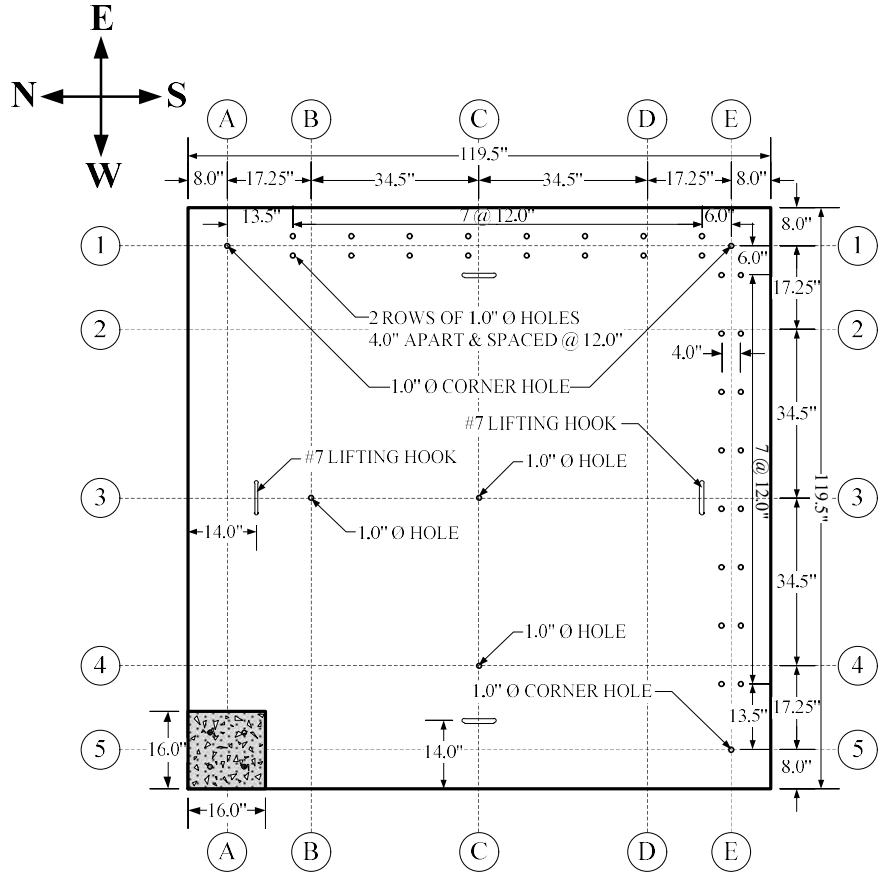 E
N S
W
A B C D E
119.5"
8.0" 17.25" 34.5" 34.5" 17.25" 8.0"
13.5" 7 @ 12.0" 6.0" 8.0"
1 1
6.0"
17.25"
2 ROWS OF 1.0" Ø HOLES
4.0" APART & SPACED @ 12.0"
2 2
4.0"
1.0" Ø CORNER HOLE
34.5"
#7 LIFTING HOOK
#7 LIFTING HOOK
1.0" Ø HOLE
7 @ 12.0"
119.5"
3 3
14.0"
1.0" Ø HOLE
34.5"
1.0" Ø HOLE
4 4
1.0" Ø CORNER HOLE
13.5" 17.25"
16.0" 14.0"
5 5
8.0"
16.0"
A B C D E